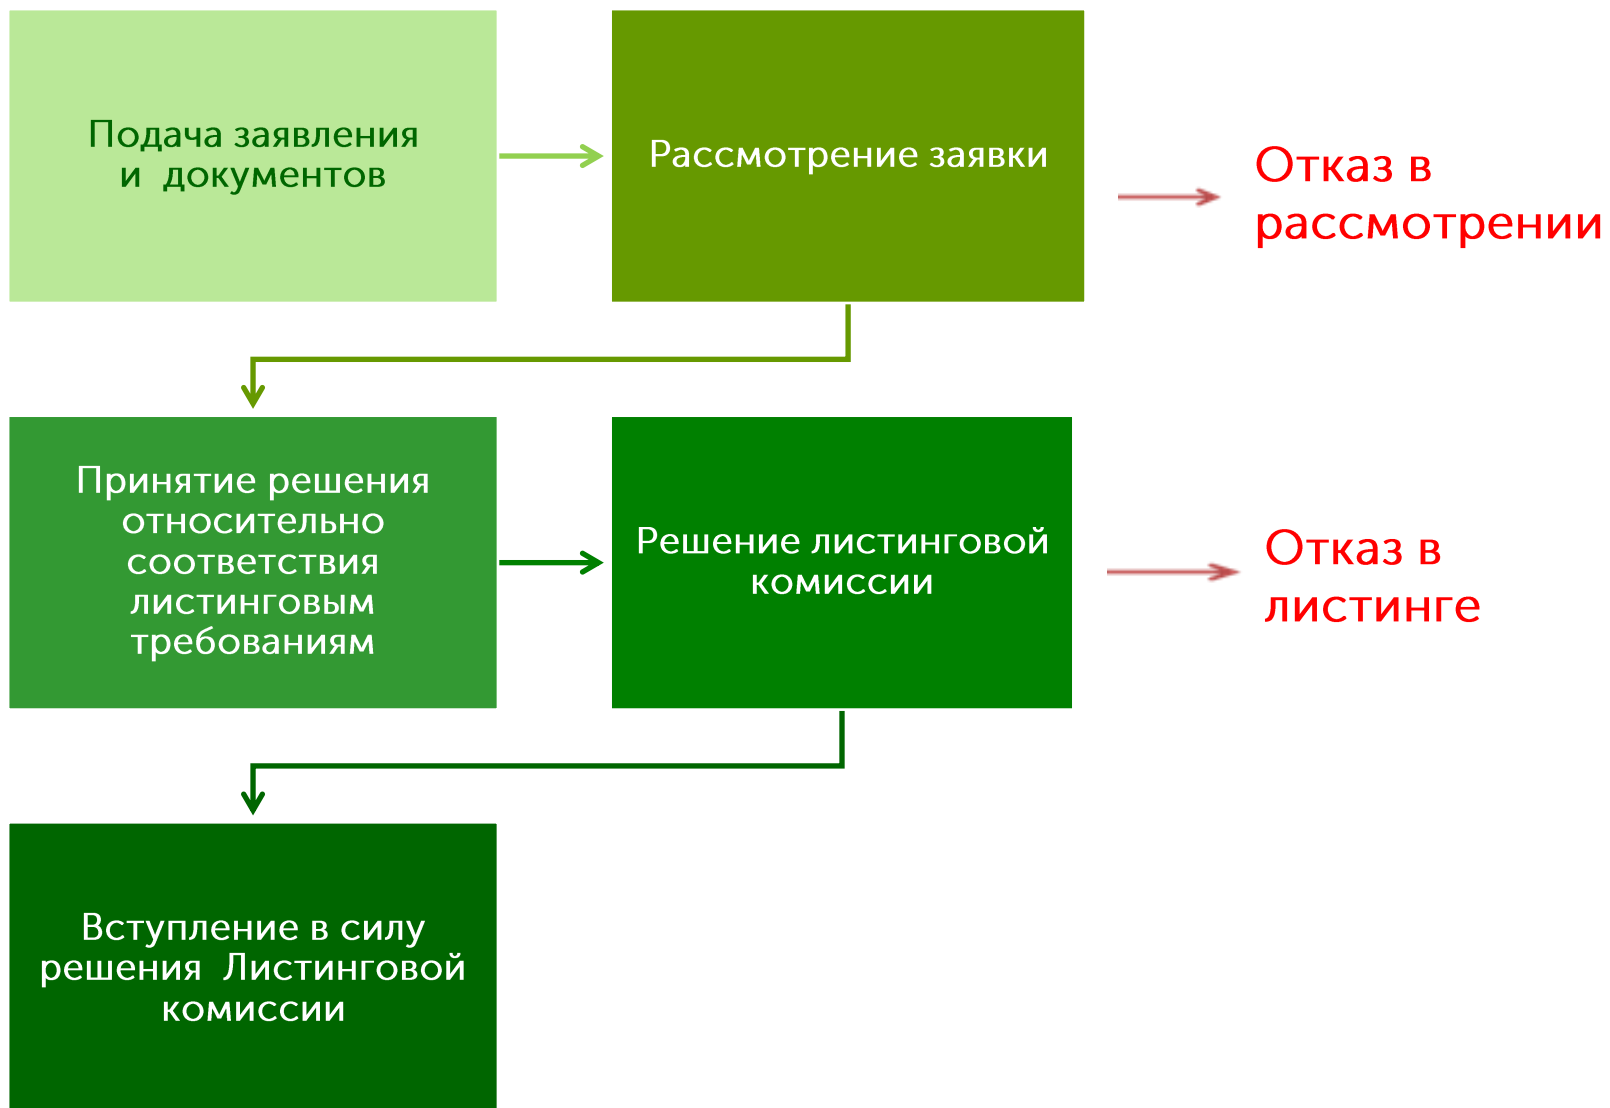 Подача заявления
и документов
Рассмотрение заявки
Отказ в
рассмотрении
Принятие решения
относительно
соответствия
листинговым
требованиям
Решение листинговой
комиссии
Отказ в
листинге
Вступление в силу
решения Листинговой
комиссии